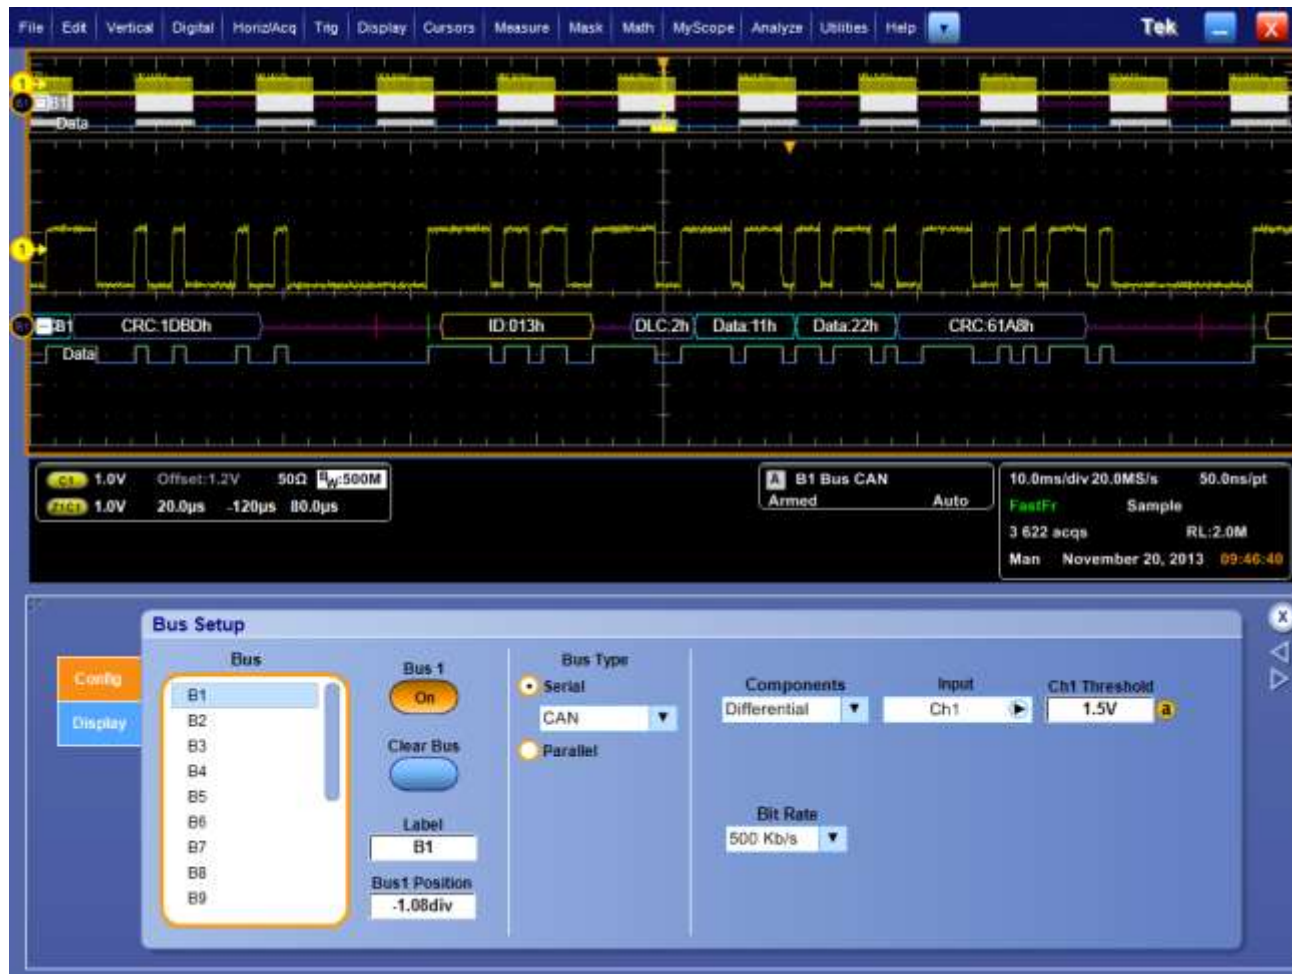 File Edit Vertical Digital Horiz/Acq Trig Display Cursors Measure Mask Math MyScope Analyze Utilities Help Tek
1
B1
Data
1
B1 CRC:1DBDh ID:013h DLC:2h Data:11h Data:22h CRC:61A8h
Data
C1 1.0V Offset:1.2V 50Ω BW:500M
Z1C1 1.0V 20.0µs -120µs 80.0µs
A B1 Bus CAN
Armed Auto
10.0ms/div 20.0MS/s 50.0ns/pt
FastFr Sample
3 622 acqs RL:2.0M
Man November 20, 2013 09:46:40
Bus Setup
Config
Display
Bus
B1
B2
B3
B4
B5
B6
B7
B8
B9
Bus 1
On
Clear Bus
Label
B1
Bus1 Position
-1.08div
Bus Type
Serial
CAN
Parallel
Components Input Ch1 Threshold
Differential Ch1 1.5V a
Bit Rate
500 Kb/s